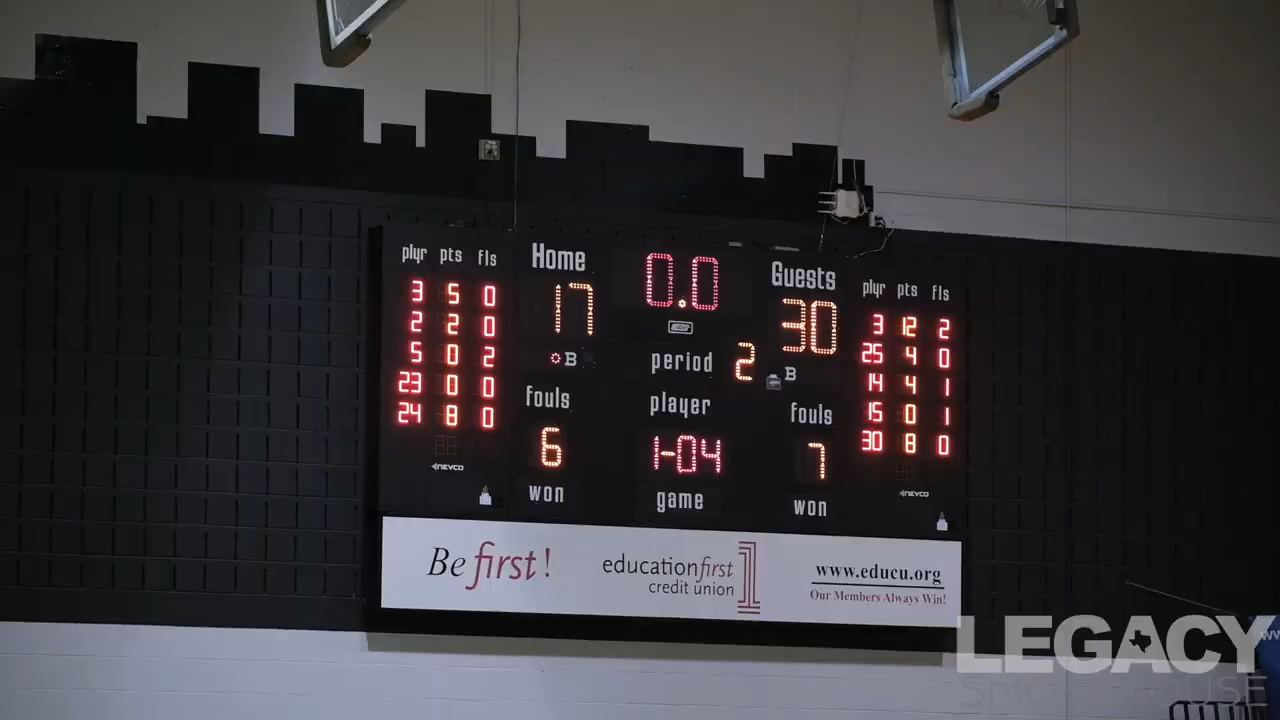 plyr pts fls
3 5 0
2 2 0
5 0 2
23 0 0
24 8 0
NEVCO
Home
17
B
fouls
6
won
0.0
NEVCO
period 2
player
1-04
game
Guests
30
B
fouls
7
won
plyr pts fls
3 12 2
25 4 0
14 4 1
15 0 1
30 8 0
NEVCO
Be first!
educationfirst
credit union
1
www.educu.org
Our Members Always Win!
LEGACY